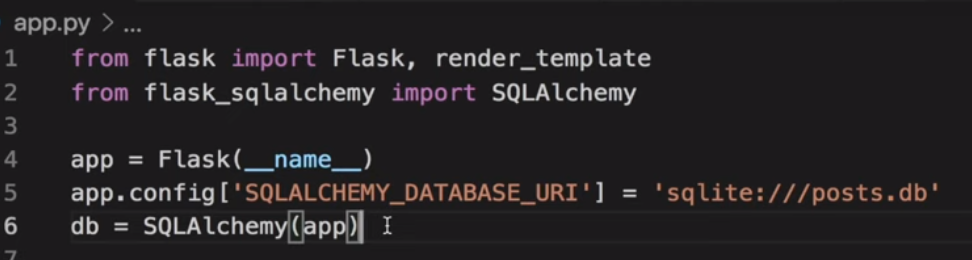 app.py > ...
1 from flask import Flask, render_template
2 from flask_sqlalchemy import SQLAlchemy
3
4 app = Flask(__name__)
5 app.config['SQLALCHEMY_DATABASE_URI'] = 'sqlite:///posts.db'
6 db = SQLAlchemy(app)
7